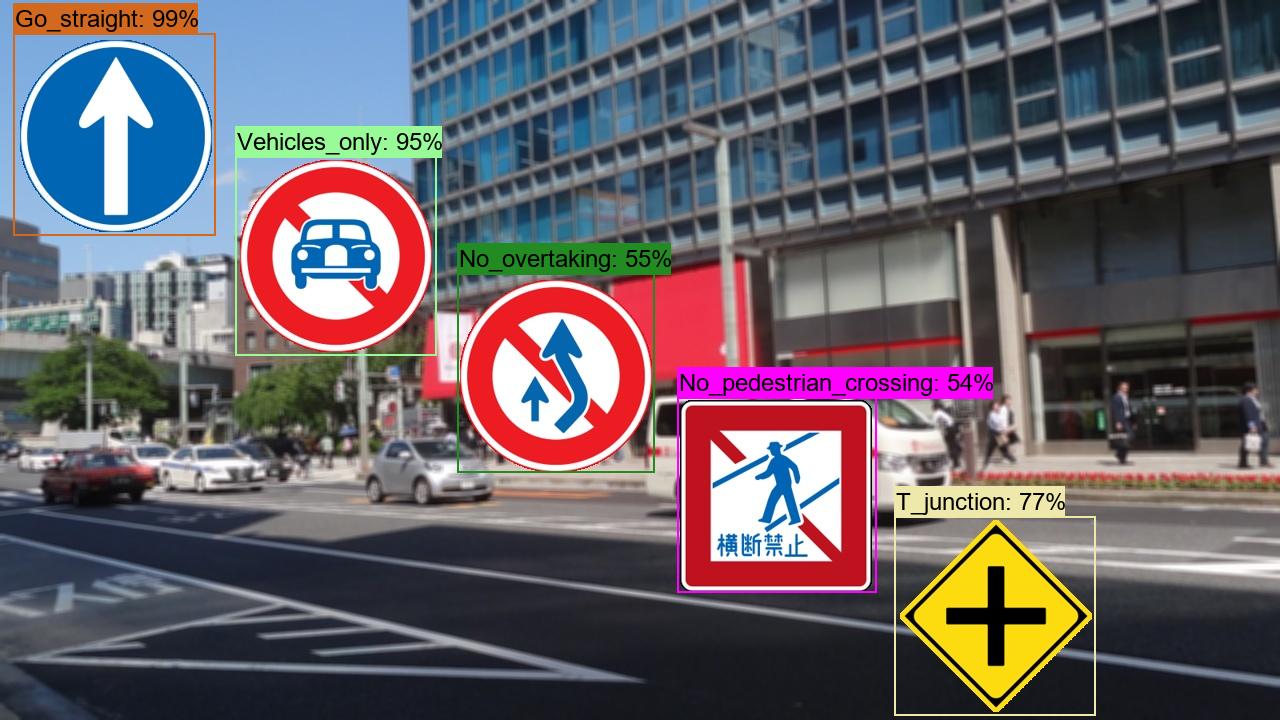 Go_straight: 99%
Vehicles_only: 95%
No_overtaking: 55%
No_pedestrian_crossing: 54%
横断禁止
T_junction: 77%